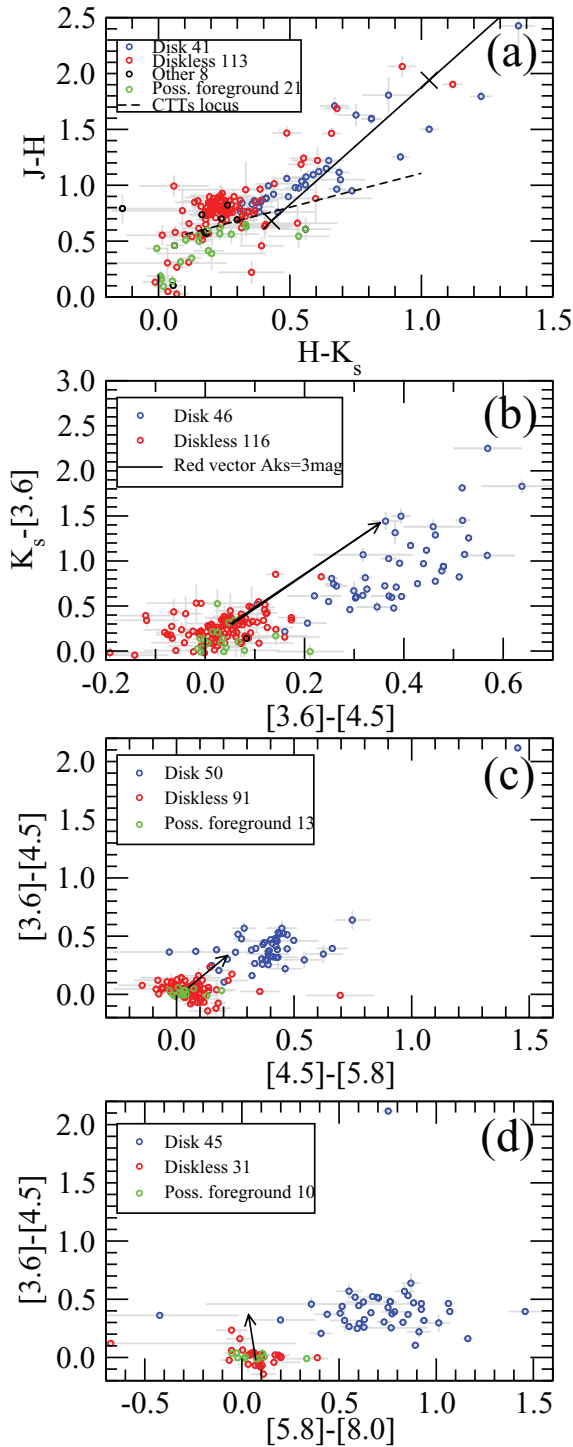 (a)
Disk 41
Diskless 113
Other 8
Poss. foreground 21
CTTs locus
2.5
2.0
1.5
1.0
0.5
0.0
J-H
0.0 0.5 1.0 1.5
H-Ks
(b)
Disk 46
Diskless 116
Red vector Aks=3mag
3.0
2.5
2.0
1.5
1.0
0.5
0.0
Ks-[3.6]
-0.2 0.0 0.2 0.4 0.6
[3.6]-[4.5]
(c)
Disk 50
Diskless 91
Poss. foreground 13
2.0
1.5
1.0
0.5
0.0
[3.6]-[4.5]
0.0 0.5 1.0 1.5
[4.5]-[5.8]
(d)
Disk 45
Diskless 31
Poss. foreground 10
2.0
1.5
1.0
0.5
0.0
[3.6]-[4.5]
-0.5 0.0 0.5 1.0 1.5
[5.8]-[8.0]